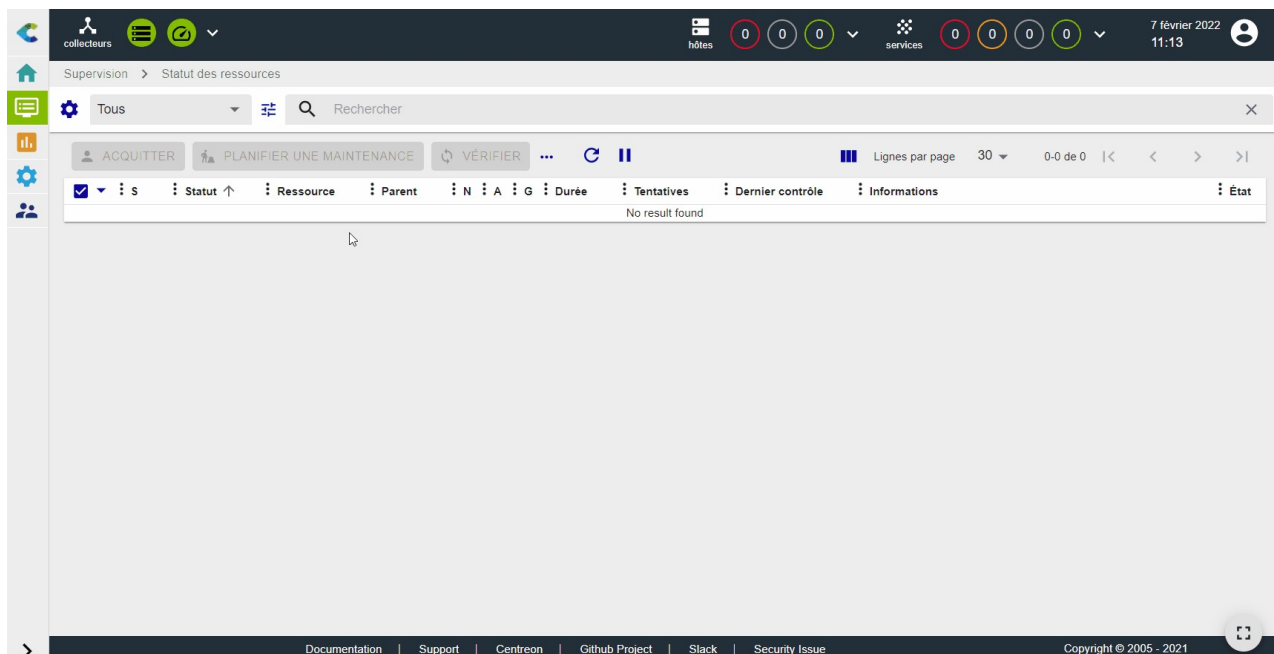 collecteurs
hôtes 0 0 0
services 0 0 0 0
7 février 2022
11:13
Supervision > Statut des ressources
Tous
Rechercher
ACQUITTER PLANIFIER UNE MAINTENANCE VÉRIFIER ...
Lignes par page 30 0-0 de 0
S Statut Ressource Parent N A G Durée Tentatives Dernier contrôle Informations État
No result found
Documentation | Support | Centreon | Github Project | Slack | Security Issue
Copyright © 2005 - 2021